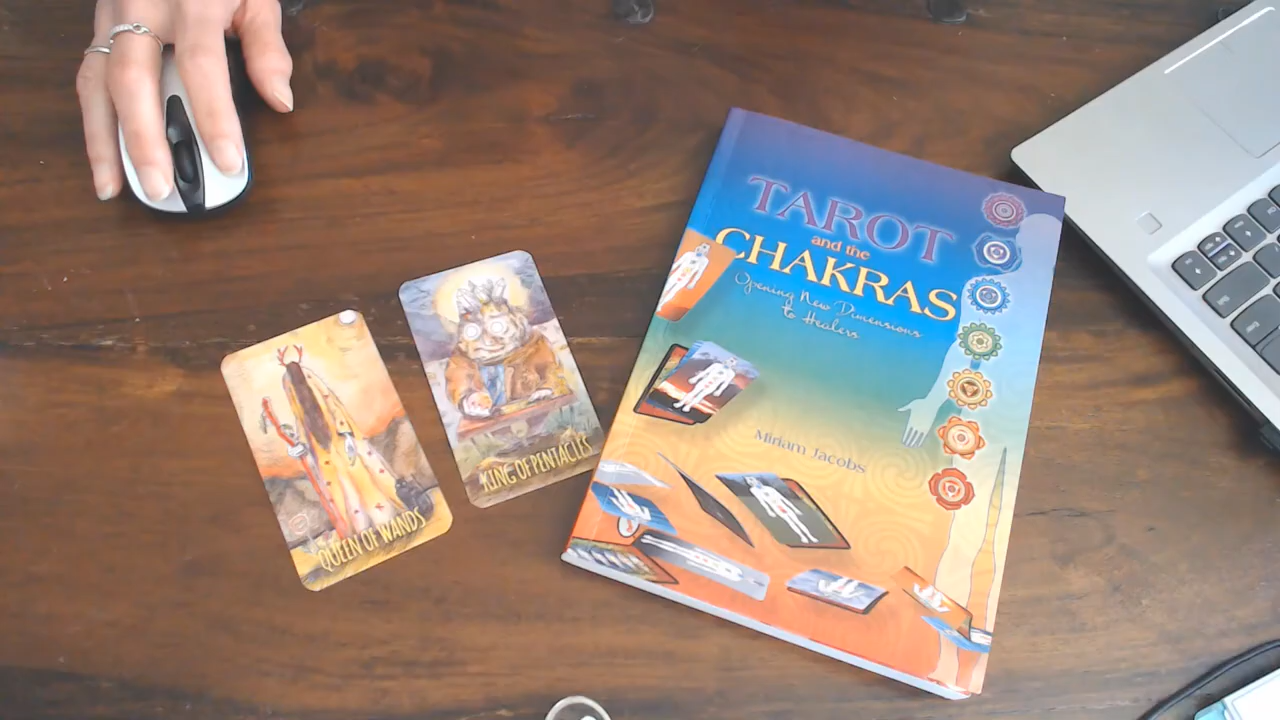 TAROT
and the
CHAKRAS
Opening New Dimensions
to Healers
Miriam Jacobs
KING OF PENTACLES
QUEEN OF WANDS